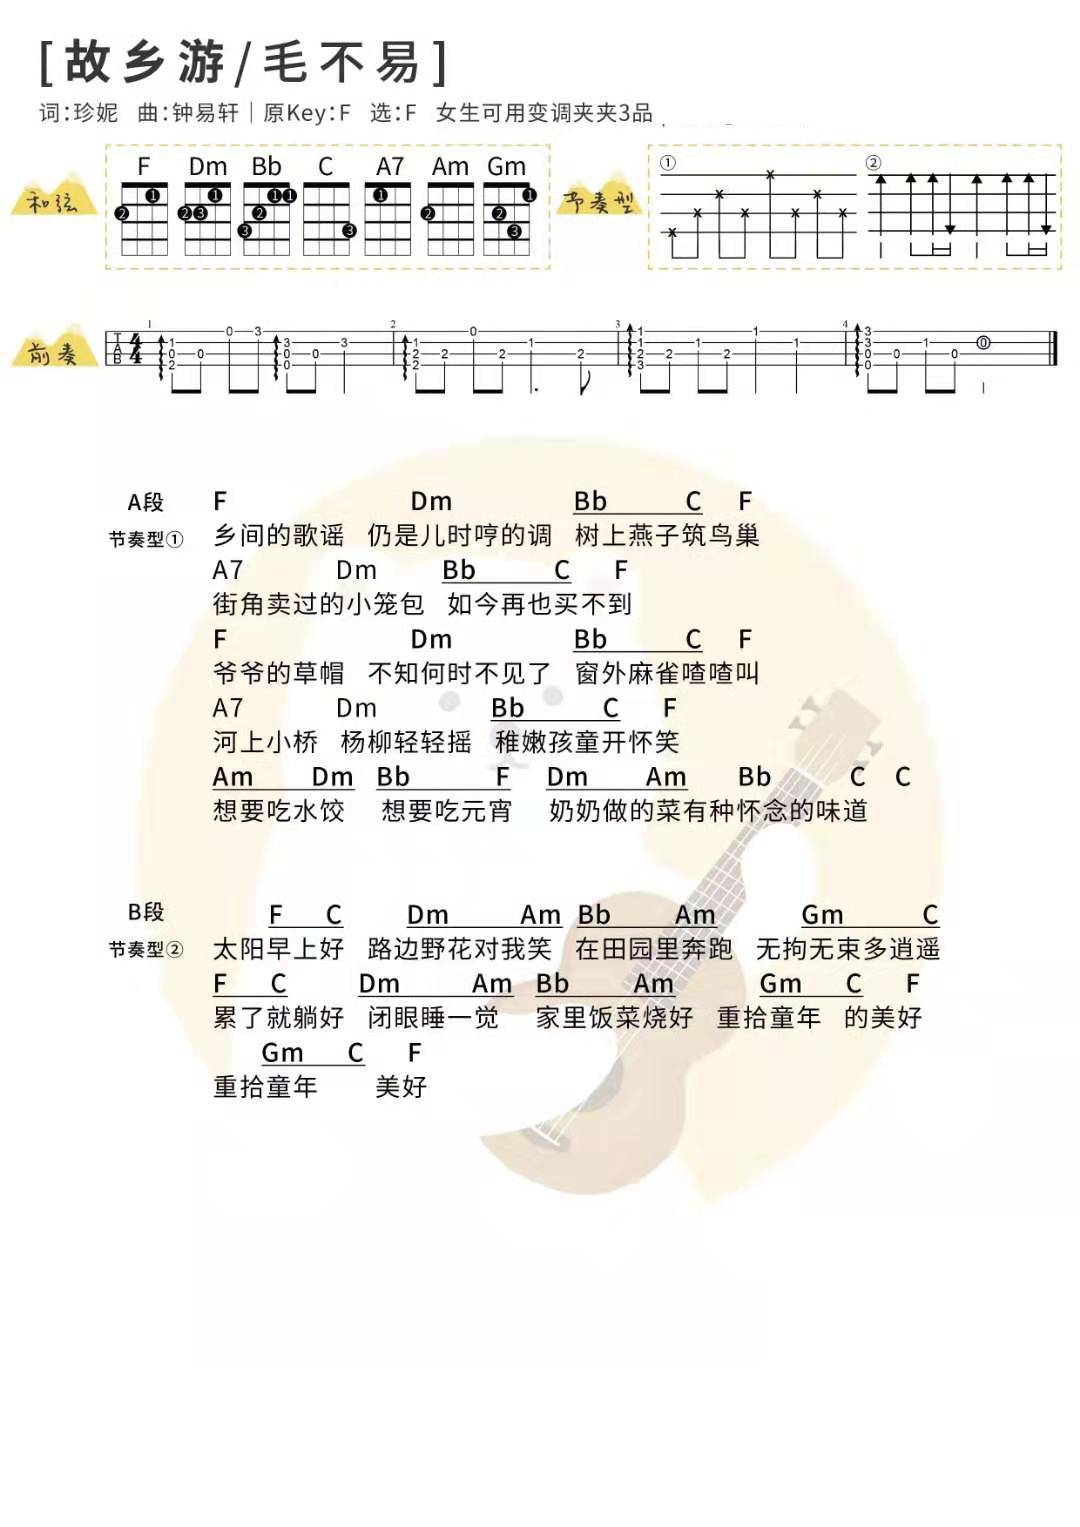 [故乡游/毛不易]
词:珍妮 曲:钟易轩｜原Key:F 选:F 女生可用变调夹夹3品
和弦 F Dm Bb C A7 Am Gm 节奏型 ① ②
前奏
A段 F Dm Bb C F
节奏型① 乡间的歌谣 仍是儿时哼的调 树上燕子筑鸟巢
A7 Dm Bb C F
街角卖过的小笼包 如今再也买不到
F Dm Bb C F
爷爷的草帽 不知何时不见了 窗外麻雀喳喳叫
A7 Dm Bb C F
河上小桥 杨柳轻轻摇 稚嫩孩童开怀笑
Am Dm Bb F Dm Am Bb C C
想要吃水饺 想要吃元宵 奶奶做的菜有种怀念的味道
B段 F C Dm Am Bb Am Gm C
节奏型② 太阳早上好 路边野花对我笑 在田园里奔跑 无拘无束多逍遥
F C Dm Am Bb Am Gm C F
累了就躺好 闭眼睡一觉 家里饭菜烧好 重拾童年 的美好
Gm C F
重拾童年 美好